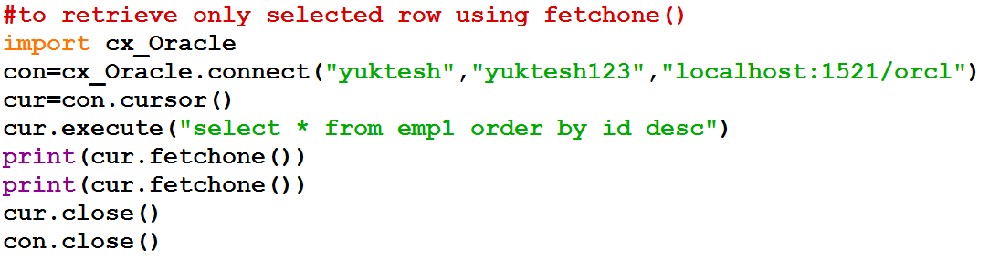 #to retrieve only selected row using fetchone()
import cx_Oracle
con=cx_Oracle.connect("yuktesh","yuktesh123","localhost:1521/orcl")
cur=con.cursor()
cur.execute("select * from emp1 order by id desc")
print(cur.fetchone())
print(cur.fetchone())
cur.close()
con.close()